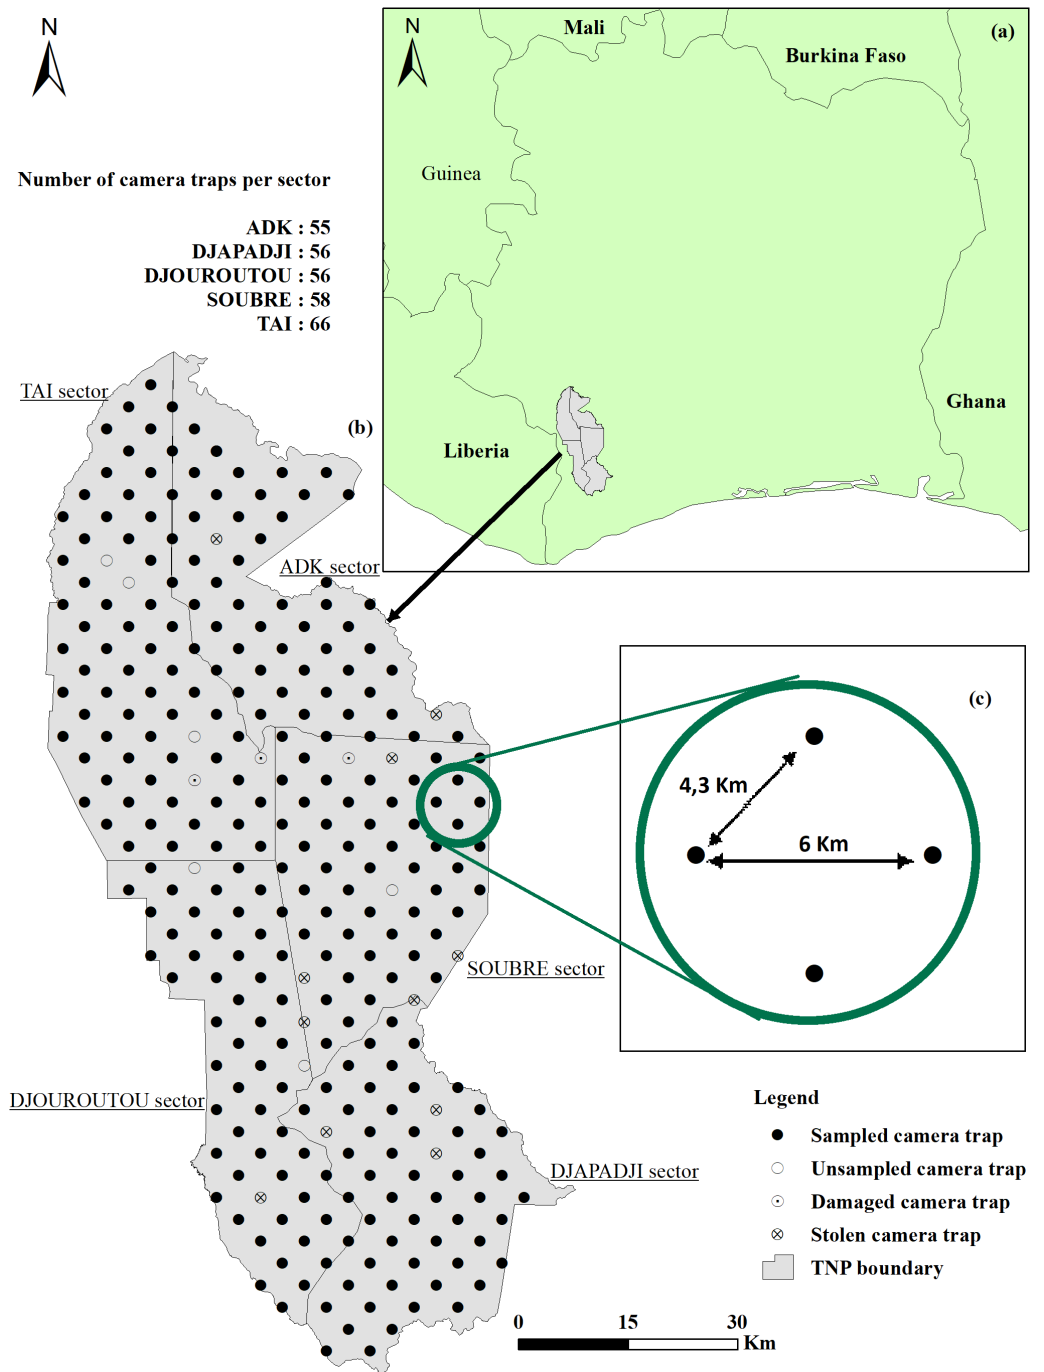 N
Number of camera traps per sector
ADK : 55
DJAPADJI : 56
DJOUROUTOU : 56
SOUBRE : 58
TAI : 66
N
Mali
(a)
Burkina Faso
Guinea
Ghana
Liberia
TAI sector
(b)
ADK sector
SOUBRE sector
DJOUROUTOU sector
DJAPADJI sector
(c)
4,3 Km
6 Km
Legend
Sampled camera trap
Unsampled camera trap
Damaged camera trap
Stolen camera trap
TNP boundary
0 15 30
Km